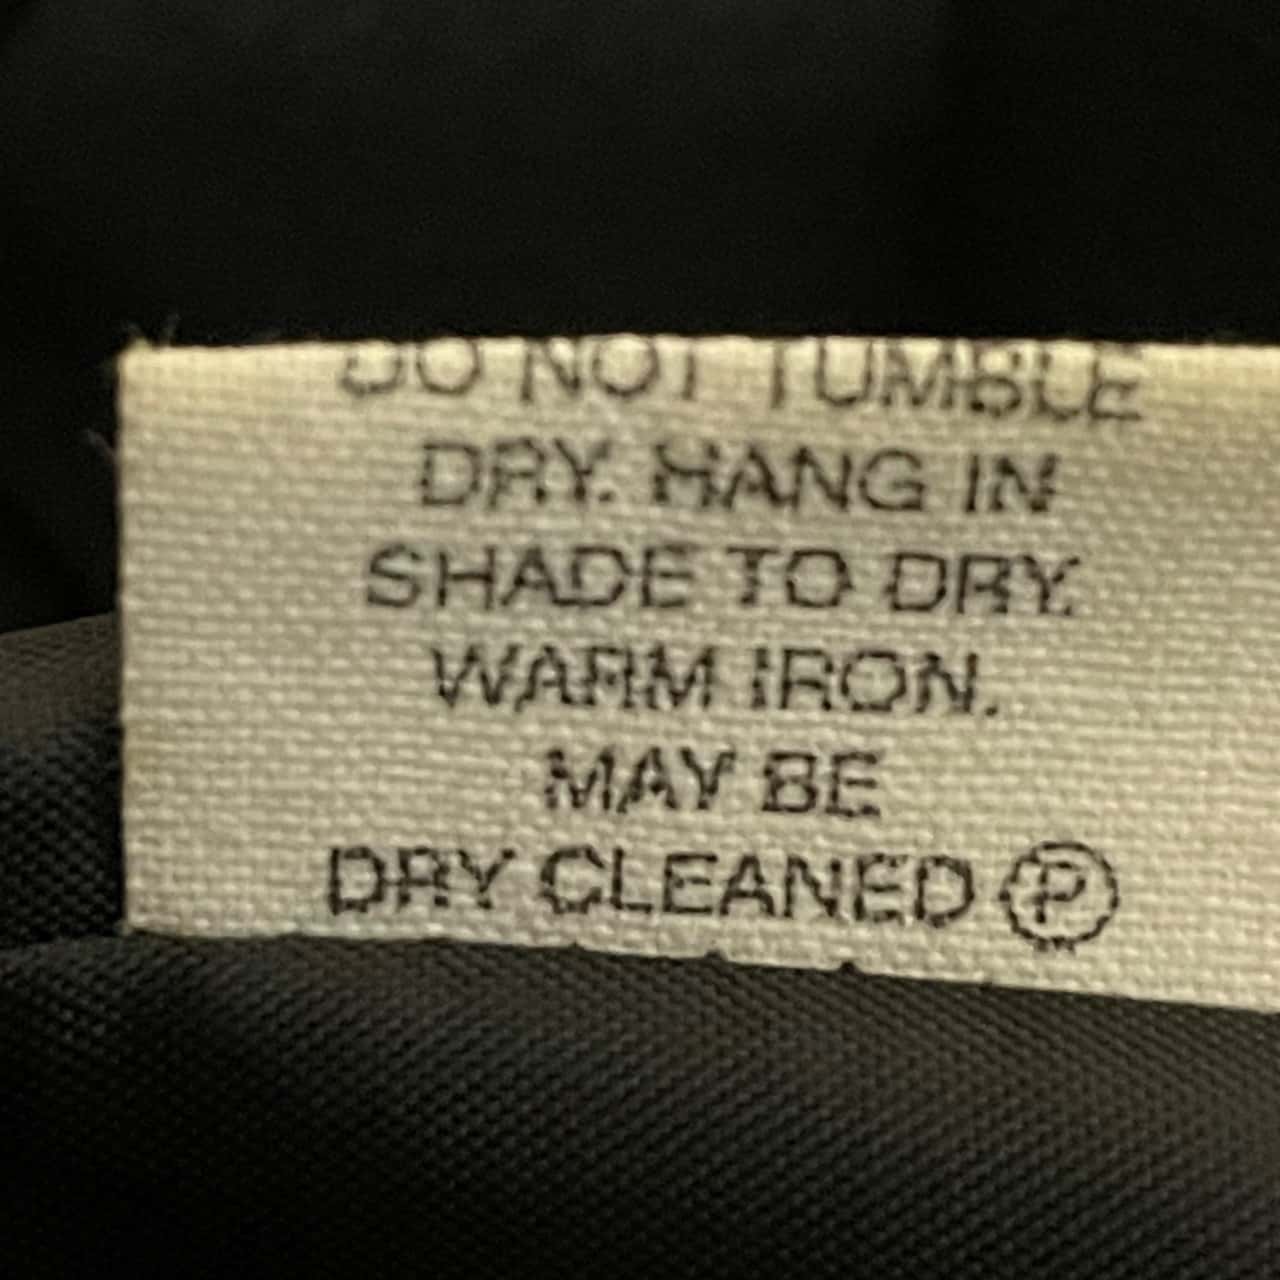 DO NOT TUMBLE
DRY. HANG IN
SHADE TO DRY.
WARM IRON.
MAY BE
DRY CLEANED Ⓟ